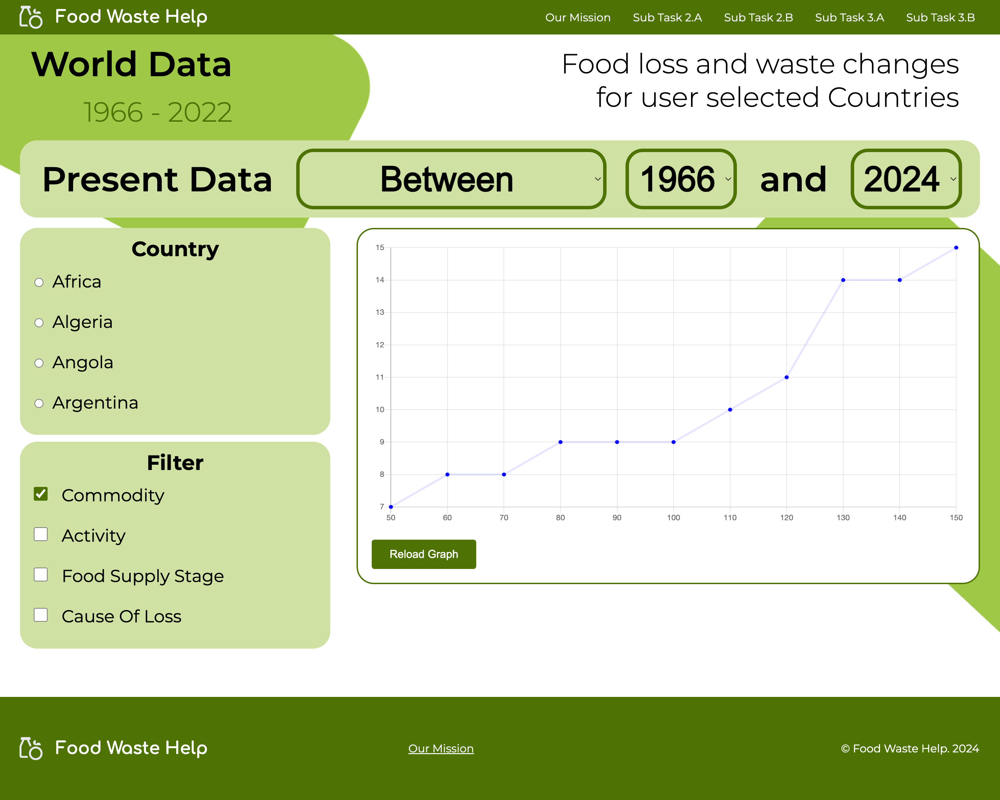 Food Waste Help
Our Mission
Sub Task 2.A
Sub Task 2.B
Sub Task 3.A
Sub Task 3.B
World Data
1966 - 2022
Food loss and waste changes
for user selected Countries
Present Data
Between
1966
and
2024
Country
Africa
Algeria
Angola
Argentina
Filter
Commodity
Activity
Food Supply Stage
Cause Of Loss
15
14
13
12
11
10
9
8
7
50 60 70 80 90 100 110 120 130 140 150
Reload Graph
Food Waste Help
Our Mission
© Food Waste Help. 2024